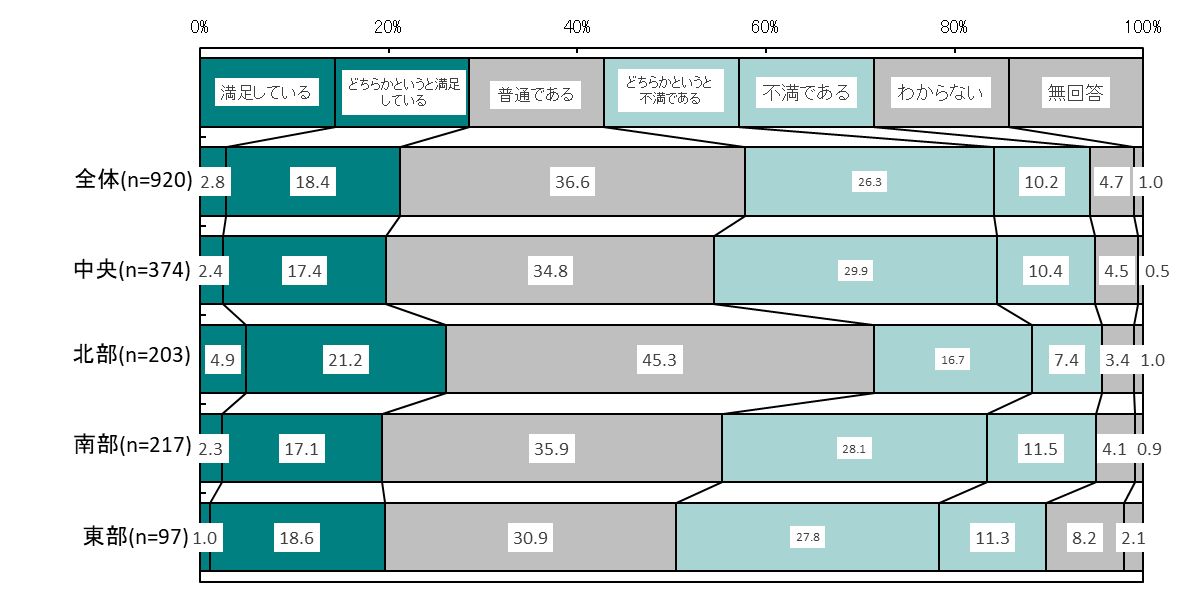 0% 20% 40% 60% 80% 100%
満足している
どちらかというと満足
している
普通である
どちらかというと
不満である
不満である
わからない
無回答
全体(n=920) 2.8 18.4 36.6 26.3 10.2 4.7 1.0
中央(n=374) 2.4 17.4 34.8 29.9 10.4 4.5 0.5
北部(n=203) 4.9 21.2 45.3 16.7 7.4 3.4 1.0
南部(n=217) 2.3 17.1 35.9 28.1 11.5 4.1 0.9
東部(n=97) 1.0 18.6 30.9 27.8 11.3 8.2 2.1